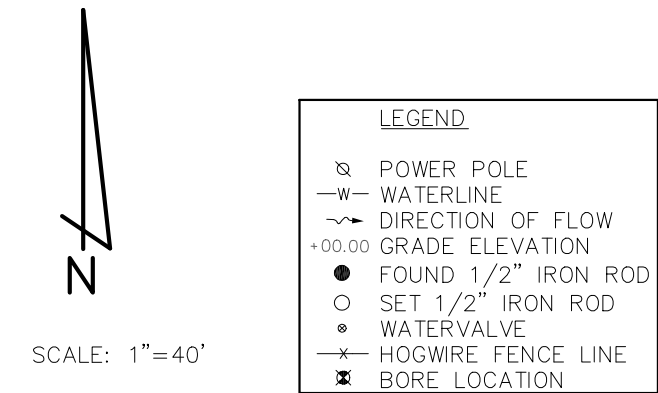 N
SCALE: 1"=40'
LEGEND
POWER POLE
—W— WATERLINE
DIRECTION OF FLOW
+00.00 GRADE ELEVATION
FOUND 1/2" IRON ROD
SET 1/2" IRON ROD
WATERVALVE
—X— HOGWIRE FENCE LINE
BORE LOCATION